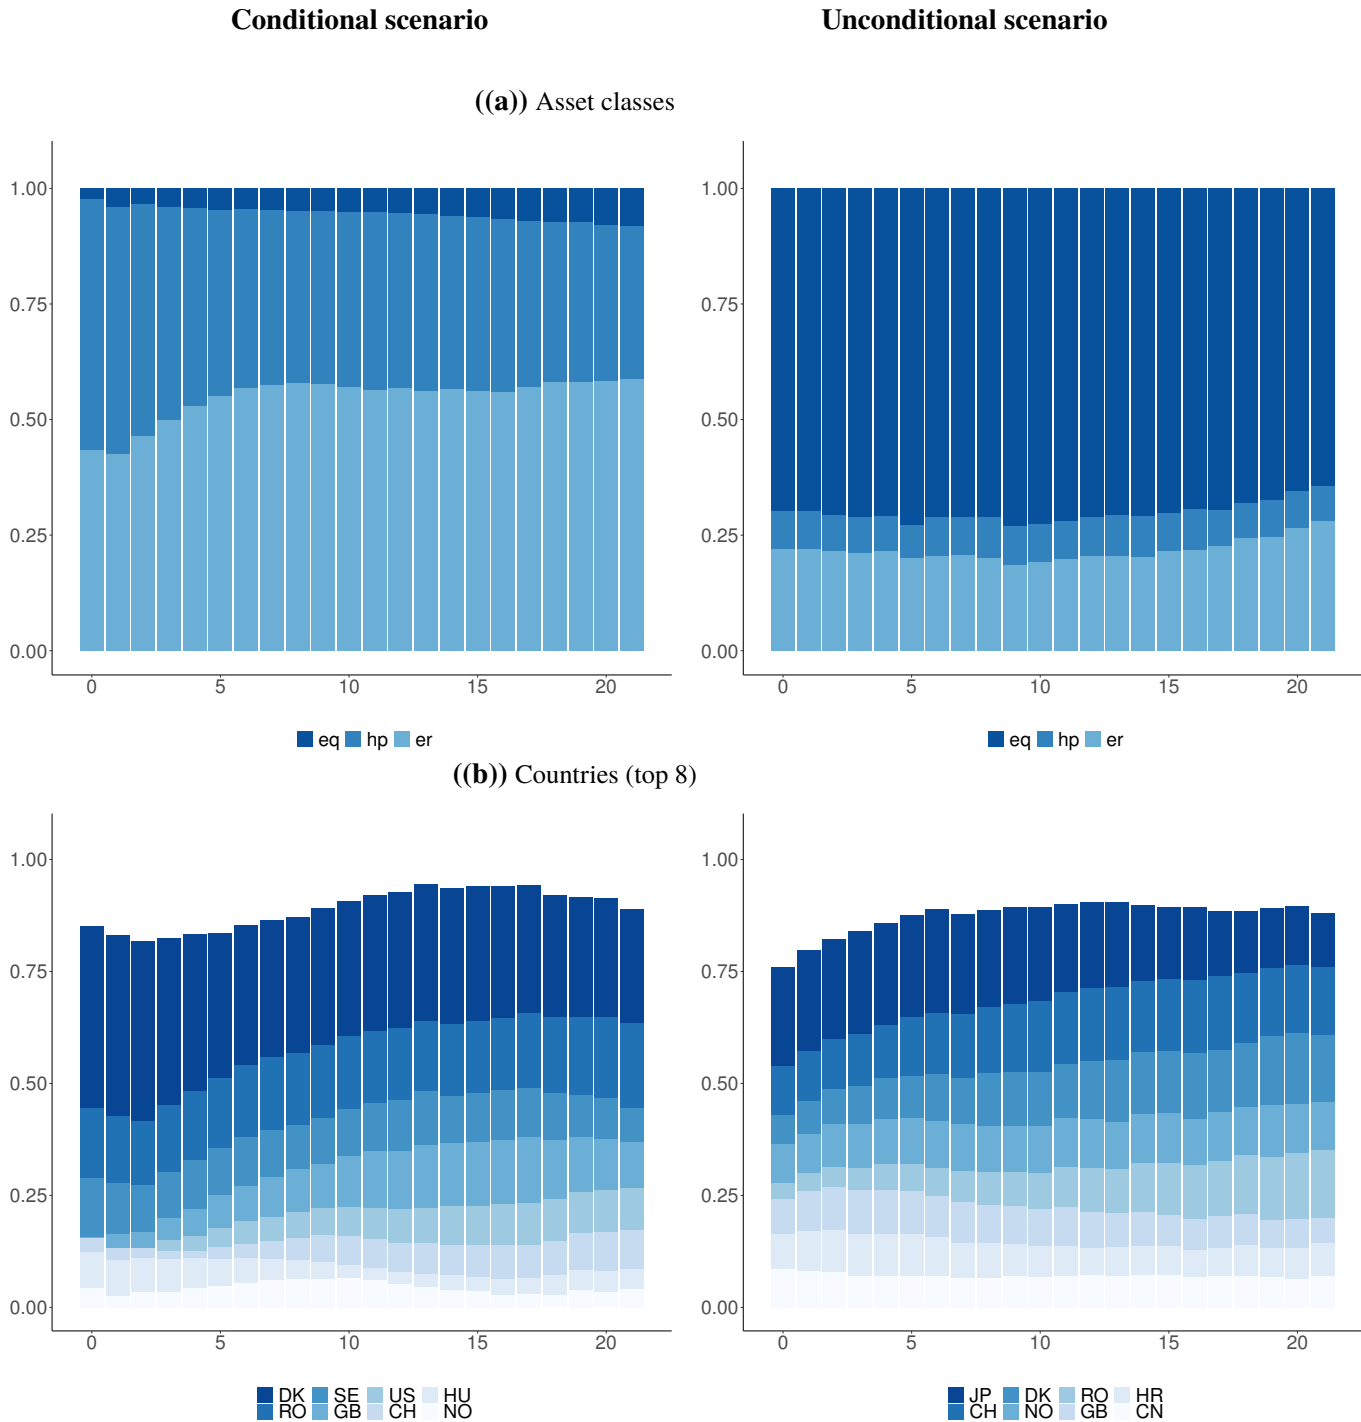 Conditional scenario Unconditional scenario
((a)) Asset classes
1.00
0.75
0.50
0.25
0.00
0 5 10 15 20
eq hp er
1.00
0.75
0.50
0.25
0.00
0 5 10 15 20
eq hp er
((b)) Countries (top 8)
1.00
0.75
0.50
0.25
0.00
0 5 10 15 20
DK SE US HU
RO GB CH NO
1.00
0.75
0.50
0.25
0.00
0 5 10 15 20
JP DK RO HR
CH NO GB CN